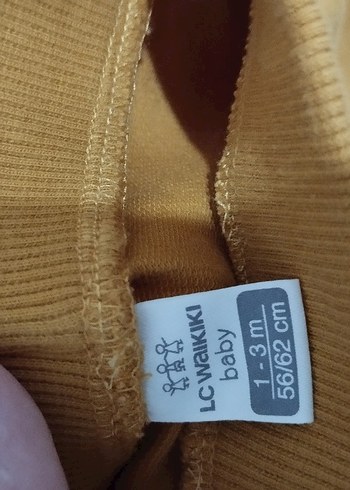 LC WAIKIKI
baby
1 - 3 m
56/62 cm